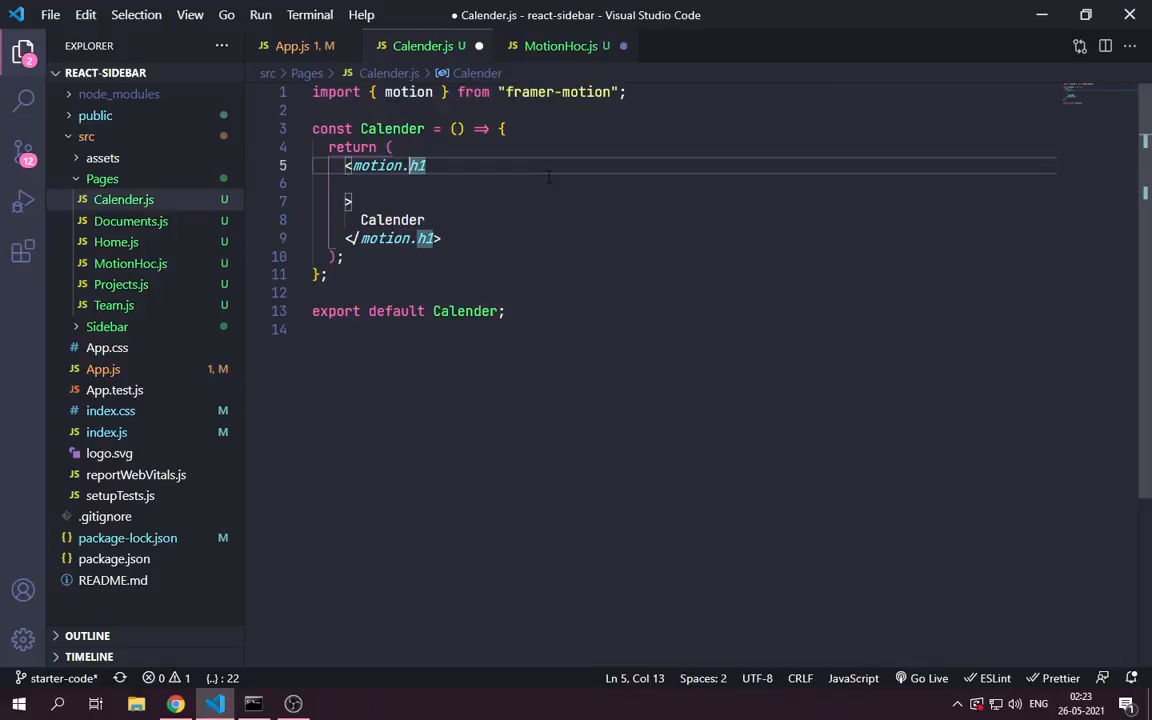 File Edit Selection View Go Run Terminal Help
● Calender.js - react-sidebar - Visual Studio Code
EXPLORER
JS App.js 1, M
JS Calender.js U
JS MotionHoc.js U
REACT-SIDEBAR
src > Pages > JS Calender.js > Calender
node_modules
public
src
assets
Pages
JS Calender.js U
JS Documents.js U
JS Home.js U
JS MotionHoc.js U
JS Projects.js U
JS Team.js U
Sidebar
# App.css
JS App.js 1, M
JS App.test.js
# index.css M
JS index.js M
logo.svg
JS reportWebVitals.js
JS setupTests.js
.gitignore
{} package-lock.json M
{} package.json
README.md
OUTLINE
TIMELINE
2
12
1 import { motion } from "framer-motion";
2
3 const Calender = () => {
4 return (
5 <motion.h1
6
7 >
8 Calender
9 </motion.h1>
10 );
11 };
12
13 export default Calender;
14
starter-code* 0 1 {..} : 22
Ln 5, Col 13 Spaces: 2 UTF-8 CRLF JavaScript Go Live ESLint Prettier
ENG
02:23
26-05-2021
1